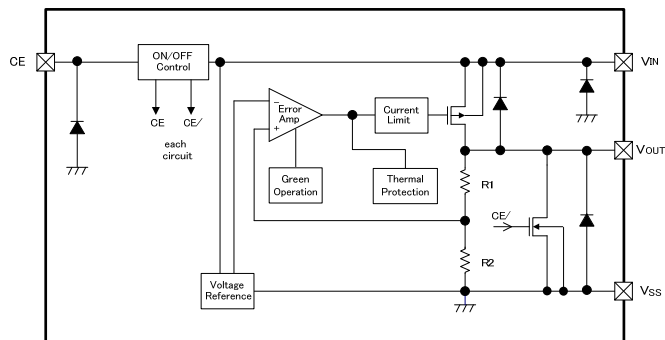 CE
ON/OFF
Control
VIN
CE CE/
each
circuit
−
Error
Amp
+
Current
Limit
Green
Operation
Thermal
Protection
VOUT
R1
CE/
R2
Voltage
Reference
VSS